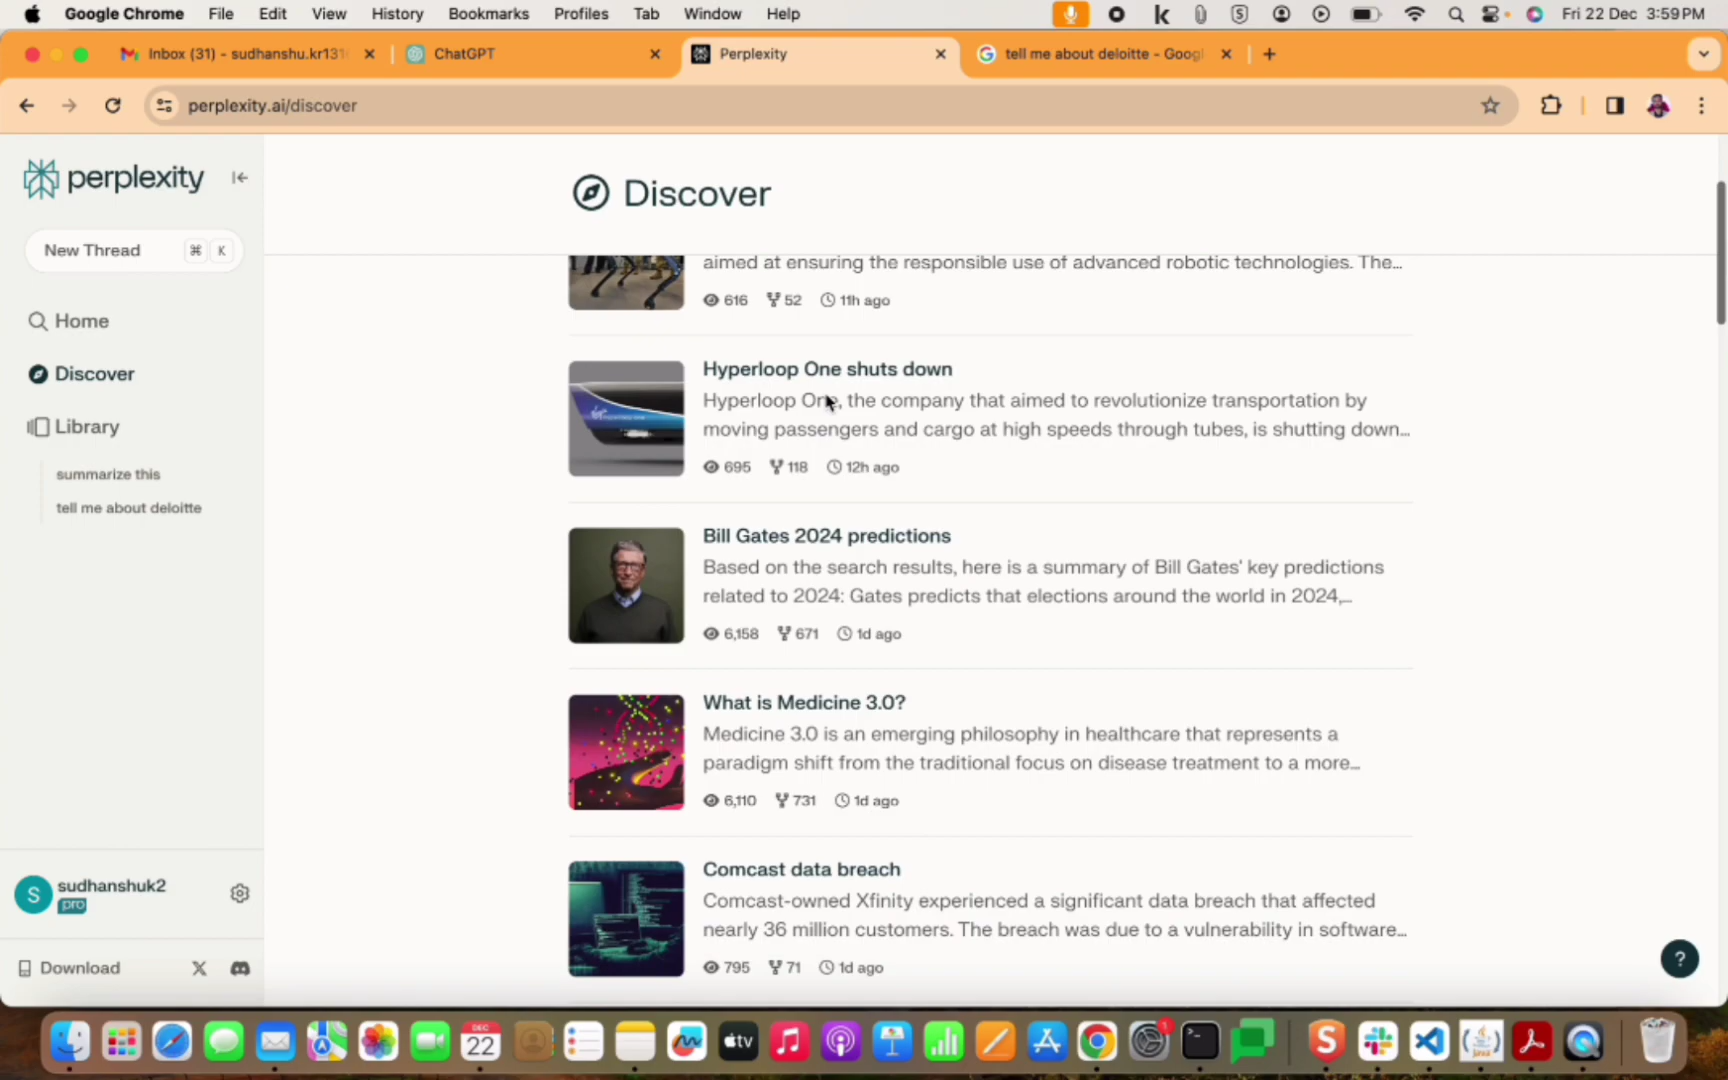 Google Chrome File Edit View History Bookmarks Profiles Tab Window Help Fri 22 Dec 3:59 PM
Inbox (31) - sudhanshu.kr131 ChatGPT Perplexity tell me about deloitte - Goog
perplexity.ai/discover
perplexity
New Thread ⌘ K
Home
Discover
Library
summarize this
tell me about deloitte
sudhanshuk2
pro
Download
Discover
aimed at ensuring the responsible use of advanced robotic technologies. The...
616 52 11h ago
Hyperloop One shuts down
Hyperloop One, the company that aimed to revolutionize transportation by
moving passengers and cargo at high speeds through tubes, is shutting down...
695 118 12h ago
Bill Gates 2024 predictions
Based on the search results, here is a summary of Bill Gates' key predictions
related to 2024: Gates predicts that elections around the world in 2024,...
6,158 671 1d ago
What is Medicine 3.0?
Medicine 3.0 is an emerging philosophy in healthcare that represents a
paradigm shift from the traditional focus on disease treatment to a more...
6,110 731 1d ago
Comcast data breach
Comcast-owned Xfinity experienced a significant data breach that affected
nearly 36 million customers. The breach was due to a vulnerability in software...
795 71 1d ago
?
DEC
22
tv
1